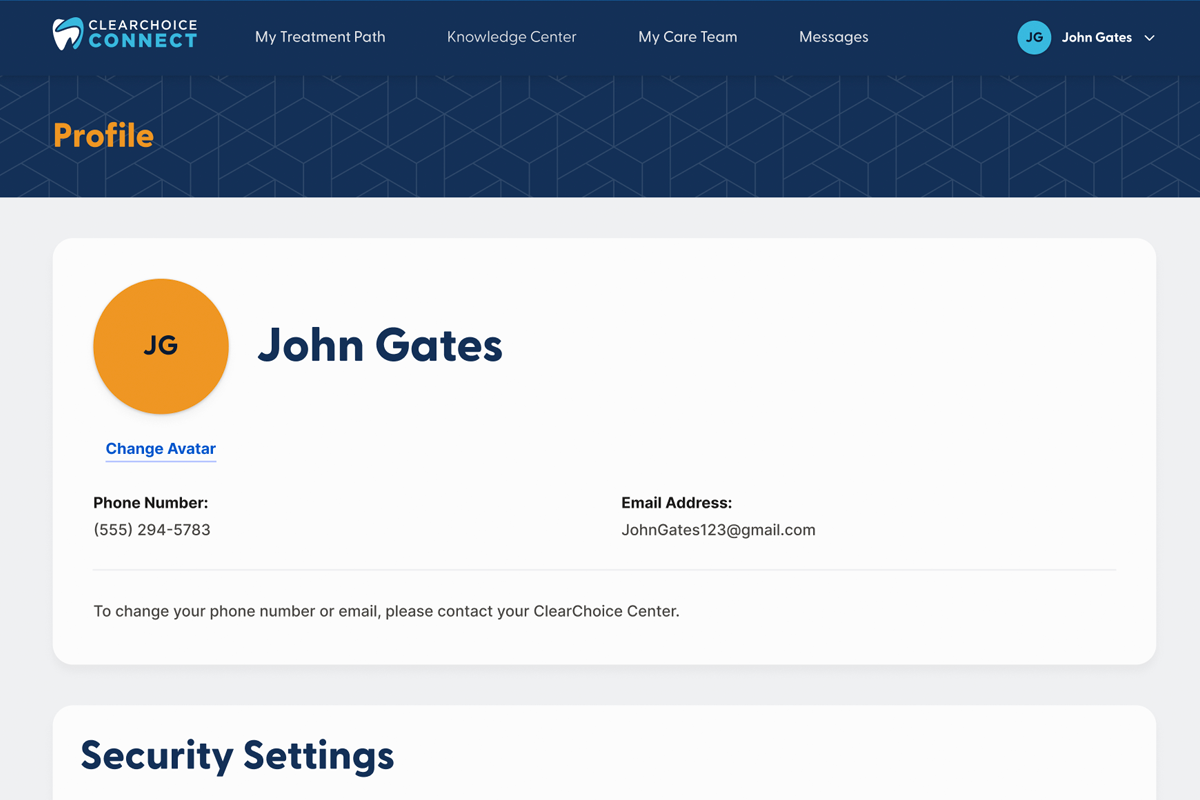 CLEARCHOICE
CONNECT
My Treatment Path
Knowledge Center
My Care Team
Messages
JG
John Gates
Profile
JG
John Gates
Change Avatar
Phone Number:
(555) 294-5783
Email Address:
JohnGates123@gmail.com
To change your phone number or email, please contact your ClearChoice Center.
Security Settings